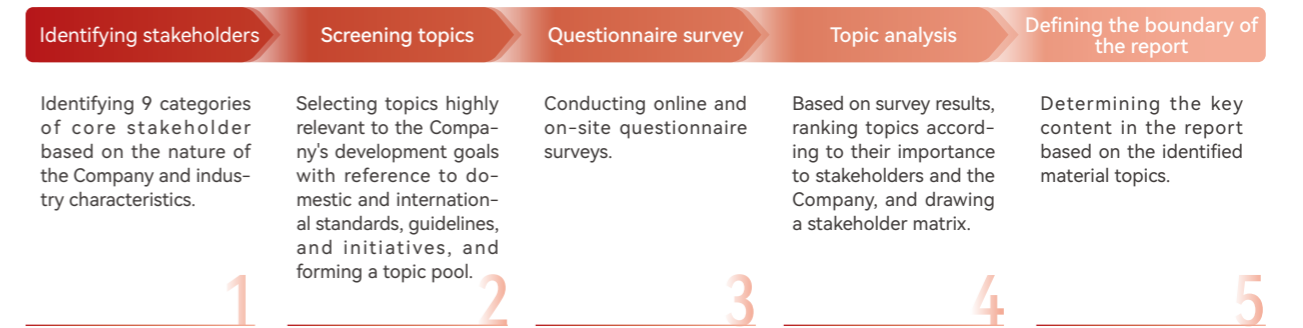 Identifying stakeholders
Screening topics
Questionnaire survey
Topic analysis
Defining the boundary of
the report
Identifying 9 categories
of core stakeholder
based on the nature of
the Company and indus-
try characteristics.
1
Selecting topics highly
relevant to the Compa-
ny's development goals
with reference to do-
mestic and internation-
al standards, guidelines,
and initiatives, and
forming a topic pool.
2
Conducting online and
on-site questionnaire
surveys.
3
Based on survey results,
ranking topics accord-
ing to their importance
to stakeholders and the
Company, and drawing
a stakeholder matrix.
4
Determining the key
content in the report
based on the identified
material topics.
5